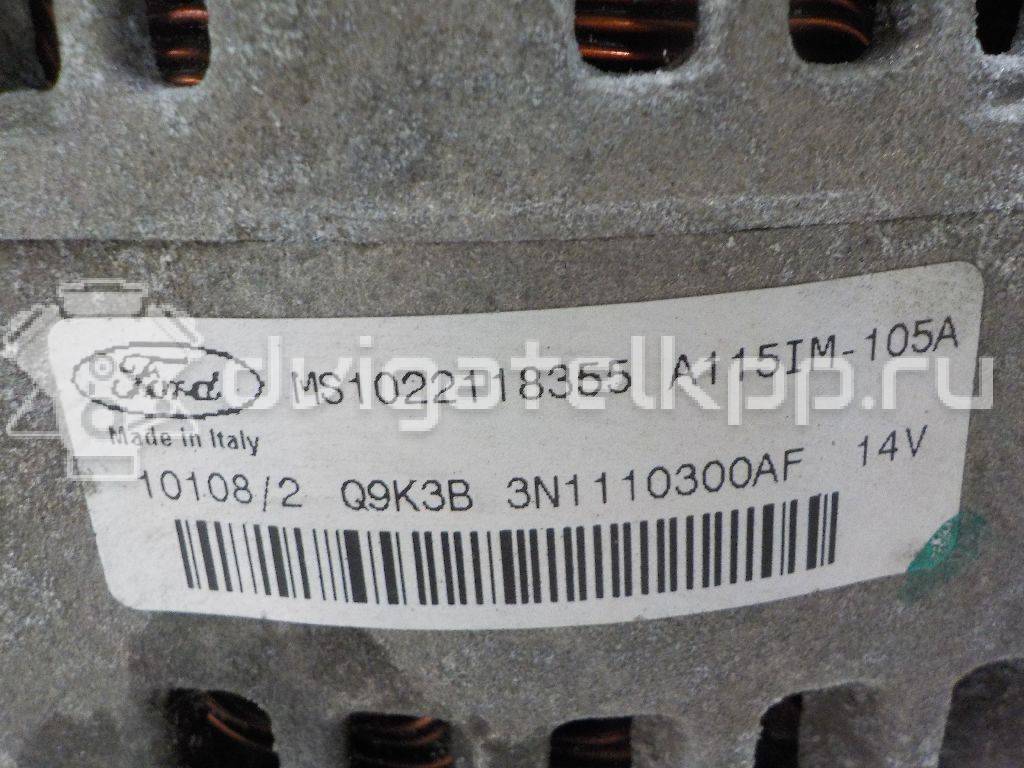 Ford MS1022118355 A115IM-105A
Made in Italy
10108/2 Q9K3B 3N1110300AF 14V
dvigatelkpp.ru